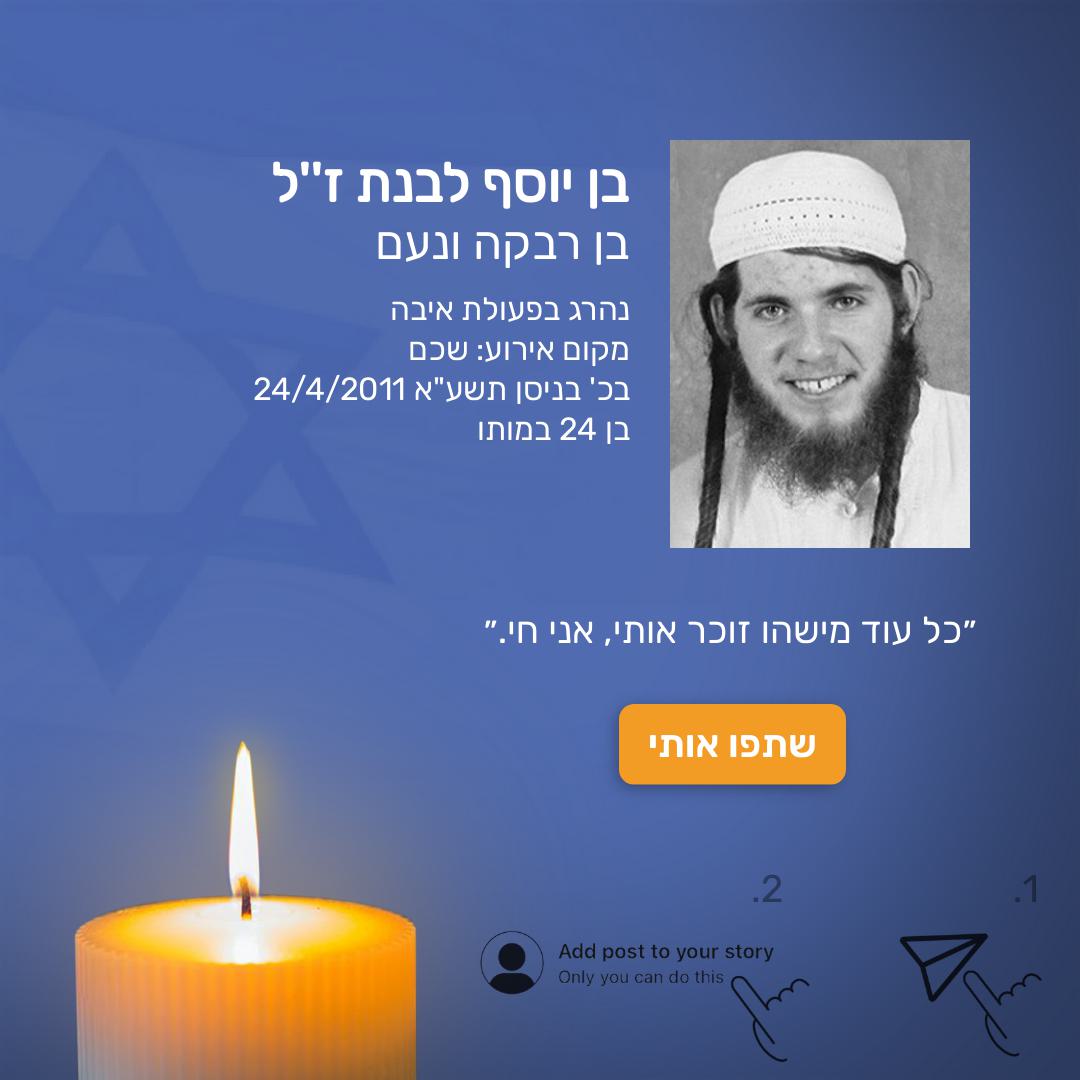 בן יוסף לבנת ז"ל
בן רבקה ונעם
נהרג בפעולת איבה
מקום אירוע: שכם
בכ' בניסן תשע"א 24/4/2011
בן 24 במותו
״כל עוד מישהו זוכר אותי, אני חי.״
שתפו אותי
1.
2.
Add post to your story
Only you can do this